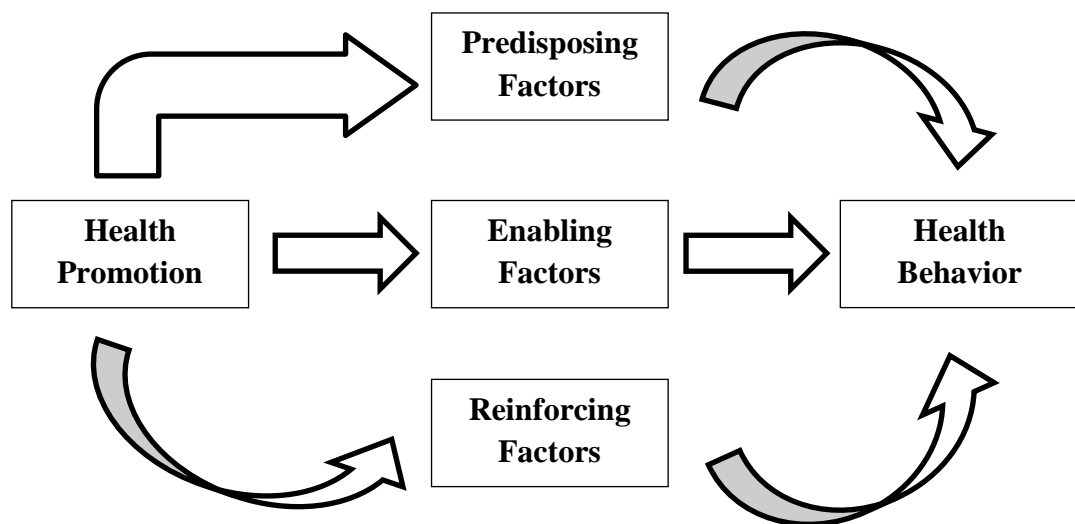 Predisposing
Factors
Health
Promotion
Enabling
Factors
Health
Behavior
Reinforcing
Factors